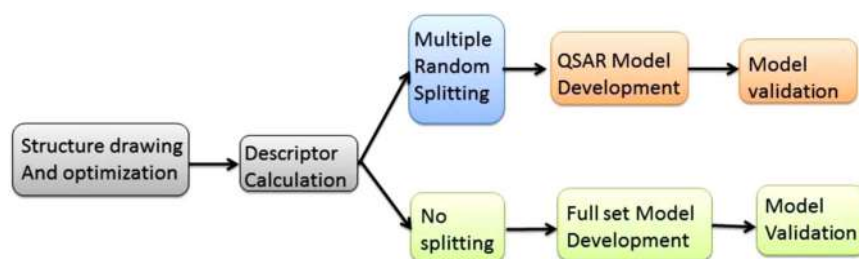 Structure drawing
And optimization
Descriptor
Calculation
Multiple
Random
Splitting
QSAR Model
Development
Model
validation
No
splitting
Full set Model
Development
Model
Validation